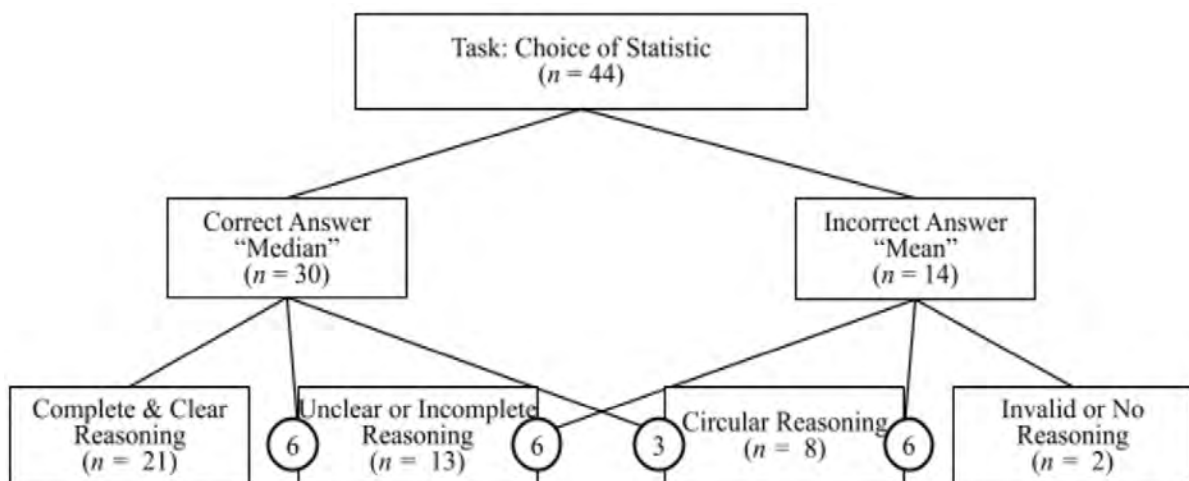 Task: Choice of Statistic
(n = 44)
Correct Answer
“Median”
(n = 30)
Incorrect Answer
“Mean”
(n = 14)
Complete & Clear
Reasoning
(n = 21)
6
Unclear or Incomplete
Reasoning
(n = 13)
6
3
Circular Reasoning
(n = 8)
6
Invalid or No
Reasoning
(n = 2)